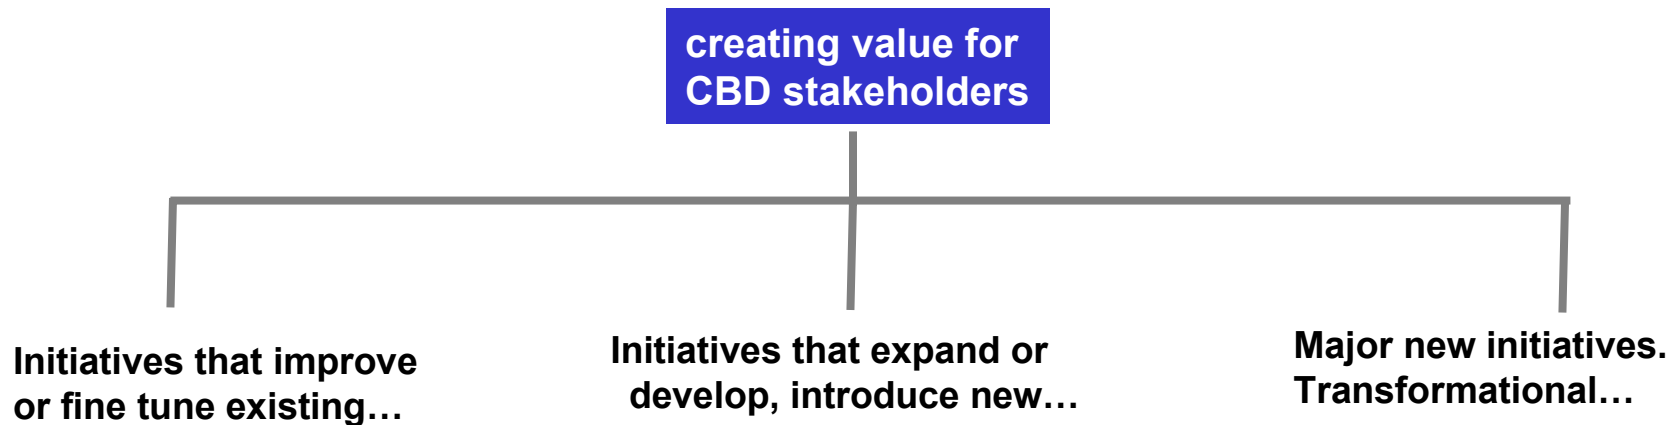 creating value for
CBD stakeholders
Initiatives that improve
or fine tune existing…
Initiatives that expand or
develop, introduce new…
Major new initiatives.
Transformational…